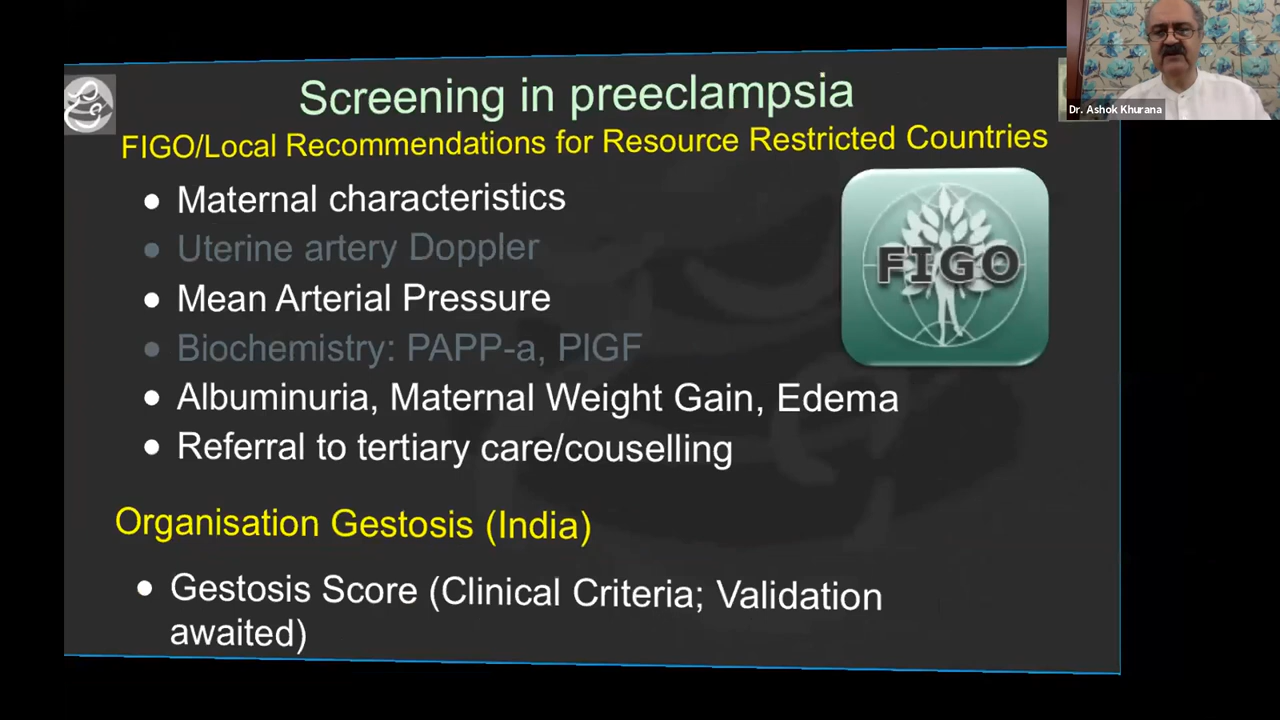 Screening in preeclampsia
FIGO/Local Recommendations for Resource Restricted Countries
• Maternal characteristics
• Uterine artery Doppler
• Mean Arterial Pressure
• Biochemistry: PAPP-a, PIGF
• Albuminuria, Maternal Weight Gain, Edema
• Referral to tertiary care/couselling
Organisation Gestosis (India)
• Gestosis Score (Clinical Criteria; Validation
awaited)
FIGO
Dr. Ashok Khurana